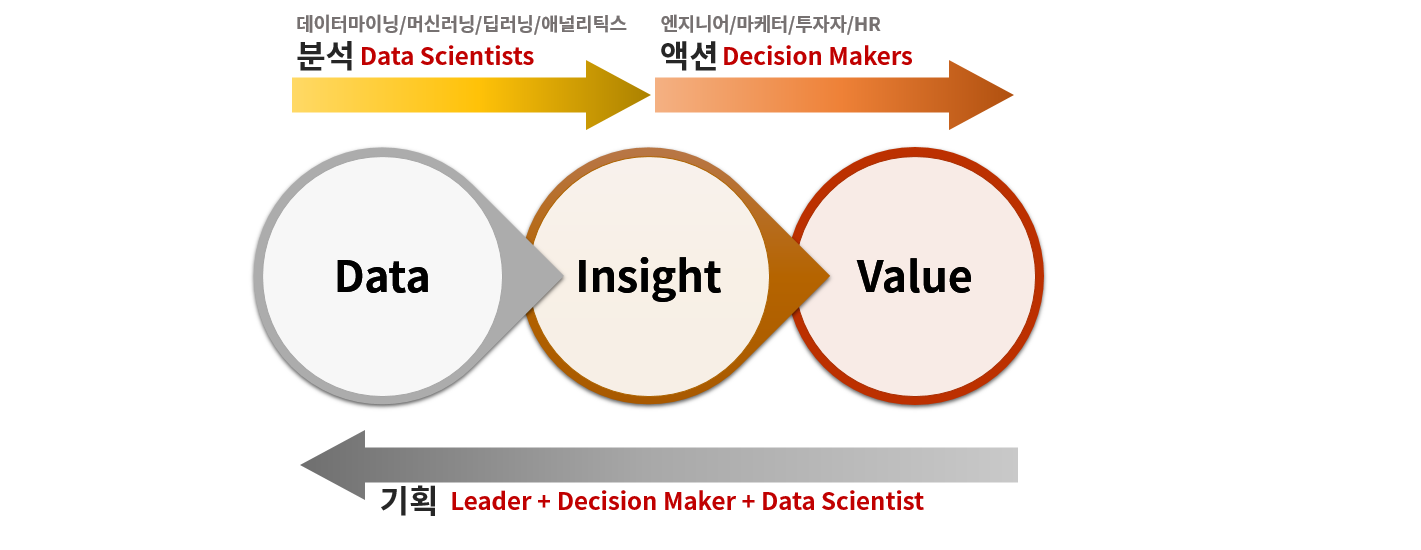 데이터마이닝/머신러닝/딥러닝/애널리틱스
분석 Data Scientists
엔지니어/마케터/투자자/HR
액션 Decision Makers
Data
Insight
Value
기획 Leader + Decision Maker + Data Scientist